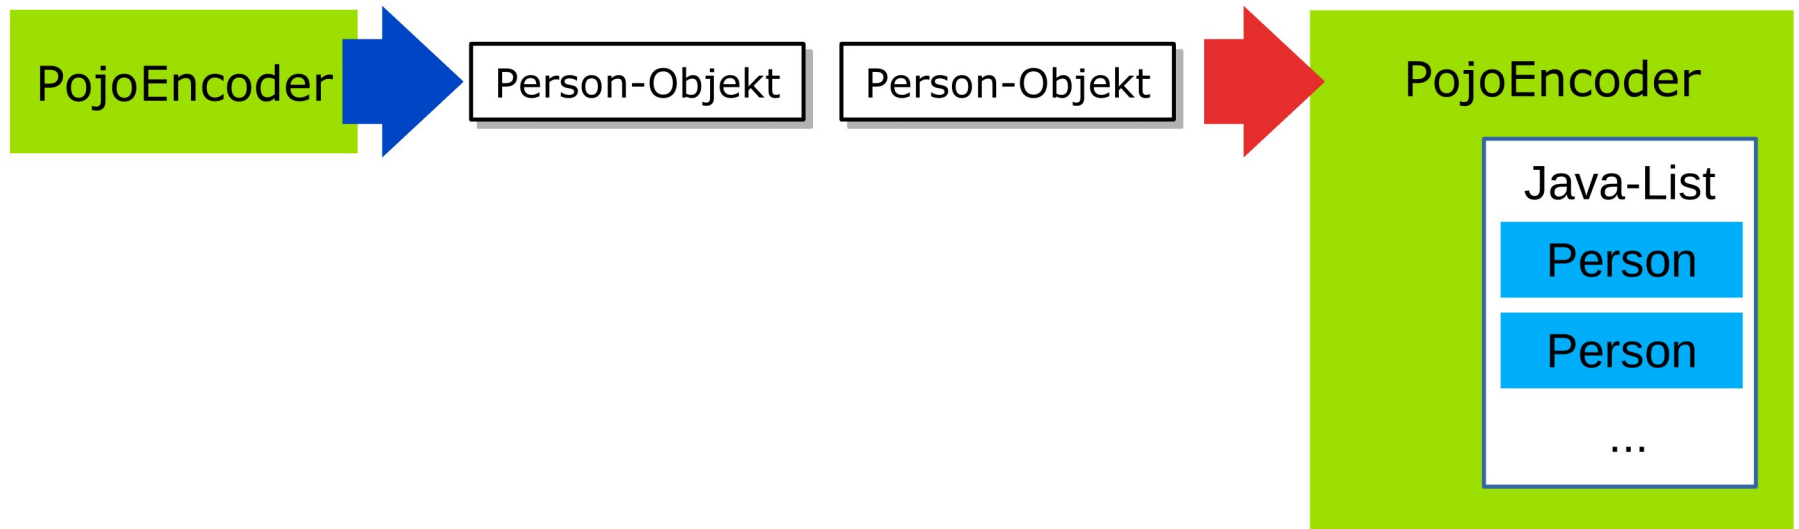 PojoEncoder
Person-Objekt
Person-Objekt
PojoEncoder
Java-List
Person
Person
...